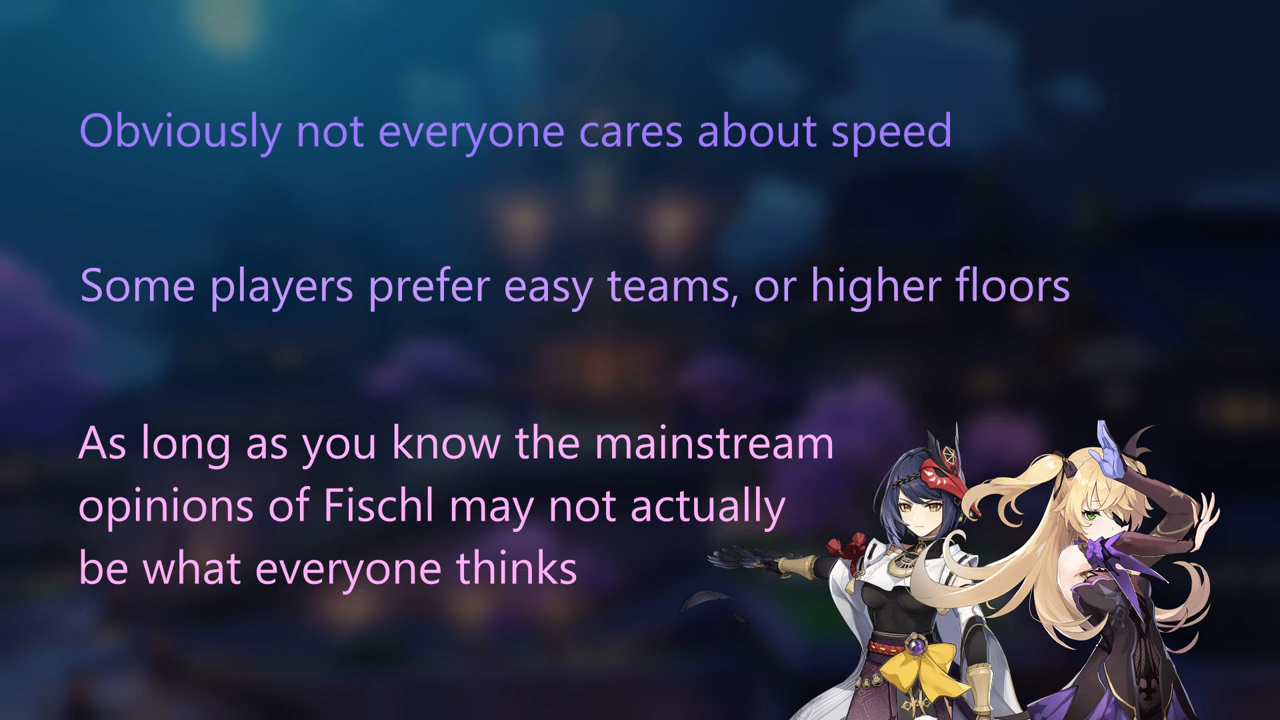 Obviously not everyone cares about speed
Some players prefer easy teams, or higher floors
As long as you know the mainstream
opinions of Fischl may not actually
be what everyone thinks